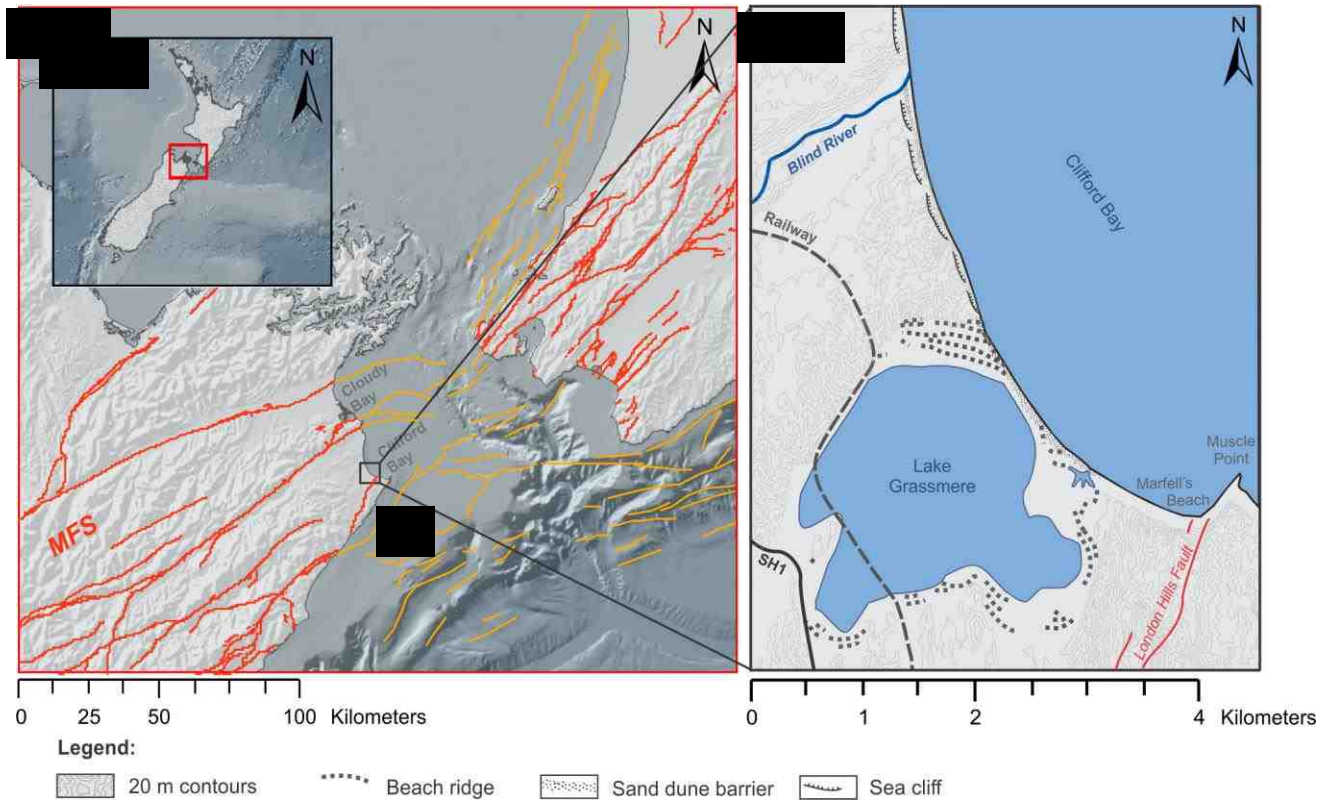 N
N
Cloudy
Bay
Clifford
Bay
MFS
N
Blind River
Clifford Bay
Railway
Lake
Grassmere
Muscle
Point
Marfell's
Beach
SH1
London Hills Fault
0 25 50 100 Kilometers
0 1 2 4 Kilometers
Legend:
20 m contours
Beach ridge
Sand dune barrier
Sea cliff